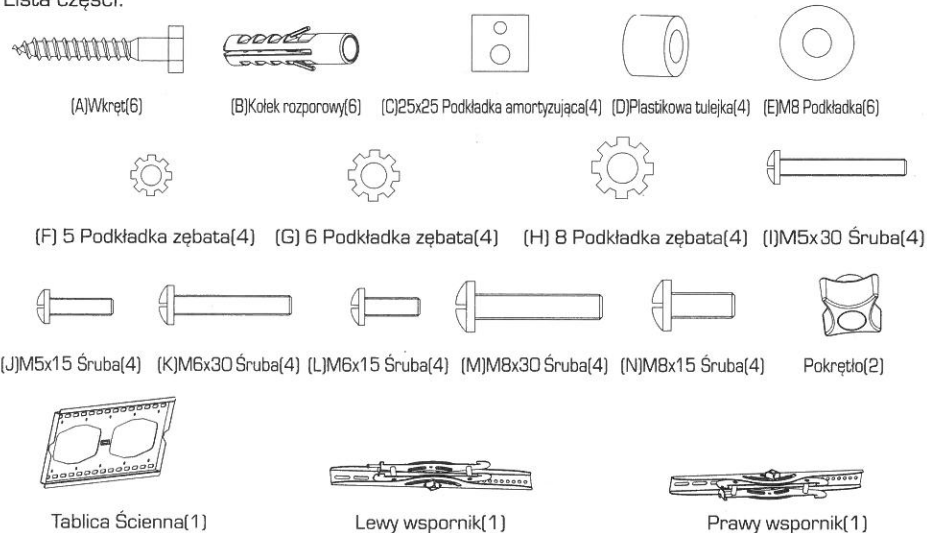 Lista części:
(A)Wkręt(6) (B)Kołek rozporowy(6) (C)25x25 Podkładka amortyzująca(4) (D)Plastikowa tulejka(4) (E)M8 Podkładka(6)
(F) 5 Podkładka zębata(4) (G) 6 Podkładka zębata(4) (H) 8 Podkładka zębata(4) (I)M5x30 Śruba(4)
(J)M5x15 Śruba(4) (K)M6x30 Śruba(4) (L)M6x15 Śruba(4) (M)M8x30 Śruba(4) (N)M8x15 Śruba(4) Pokrętło(2)
Tablica Ścienna(1) Lewy wspornik(1) Prawy wspornik(1)